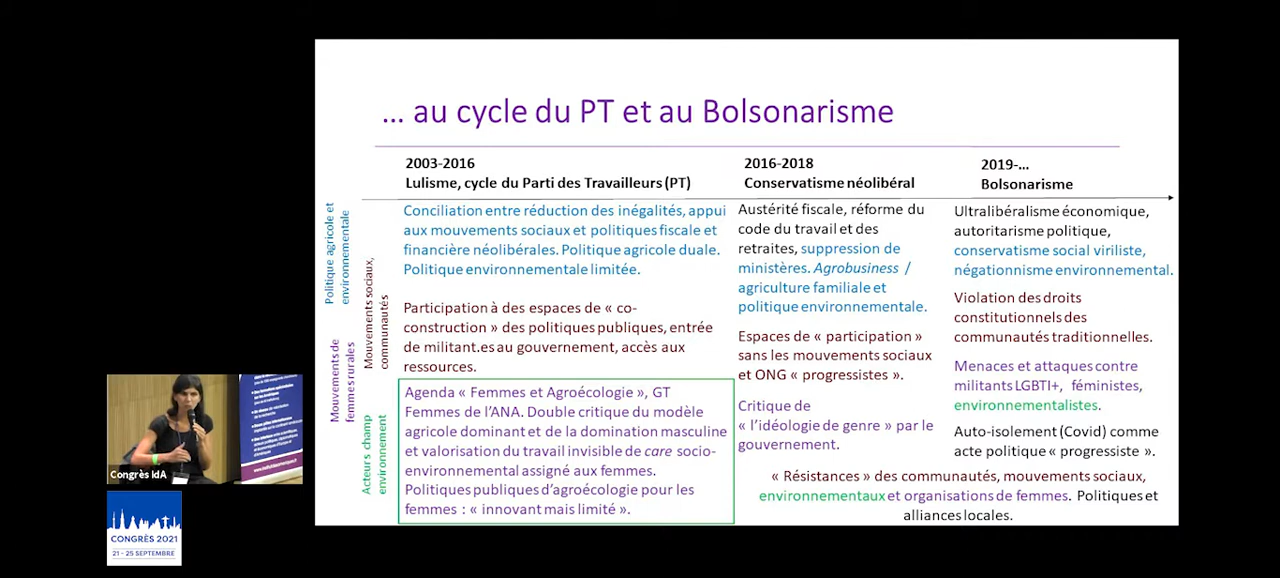 ... au cycle du PT et au Bolsonarisme
2003-2016
Lulisme, cycle du Parti des Travailleurs (PT)
2016-2018
Conservatisme néolibéral
2019-...
Bolsonarisme
Politique agricole et
environnementale
Mouvements sociaux,
communautés
Mouvements de
femmes rurales
Acteurs champ
environnement
Conciliation entre réduction des inégalités, appui
aux mouvements sociaux et politiques fiscale et
financière néolibérales. Politique agricole duale.
Politique environnementale limitée.
Participation à des espaces de « co-
construction » des politiques publiques, entrée
de militant.es au gouvernement, accès aux
ressources.
Agenda « Femmes et Agroécologie », GT
Femmes de l'ANA. Double critique du modèle
agricole dominant et de la domination masculine
et valorisation du travail invisible de care socio-
environnemental assigné aux femmes.
Politiques publiques d'agroécologie pour les
femmes : « innovant mais limité ».
Austérité fiscale, réforme du
code du travail et des
retraites, suppression de
ministères. Agrobusiness /
agriculture familiale et
politique environnementale.
Espaces de « participation »
sans les mouvements sociaux
et ONG « progressistes ».
Critique de
« l'idéologie de genre » par le
gouvernement.
Ultralibéralisme économique,
autoritarisme politique,
conservatisme social viriliste,
négationnisme environnemental.
Violation des droits
constitutionnels des
communautés traditionnelles.
Menaces et attaques contre
militants LGBTI+, féministes,
environnementalistes.
Auto-isolement (Covid) comme
acte politique « progressiste ».
« Résistances » des communautés, mouvements sociaux,
environnementaux et organisations de femmes. Politiques et
alliances locales.
Congrès IdA
CONGRÈS 2021
21 - 25 SEPTEMBRE